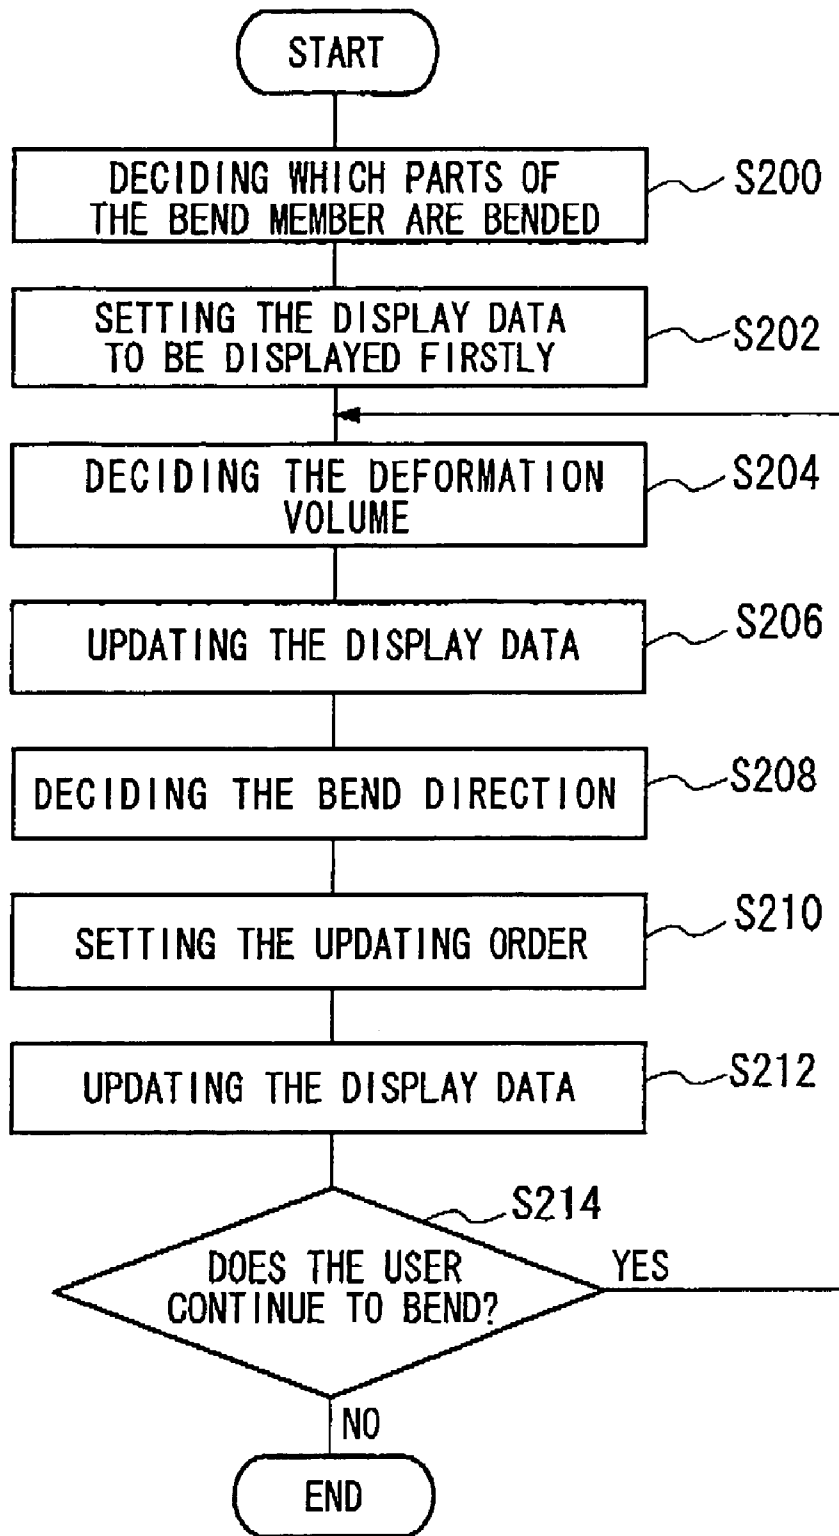 START
DECIDING WHICH PARTS OF
THE BEND MEMBER ARE BENDED
S200
SETTING THE DISPLAY DATA
TO BE DISPLAYED FIRSTLY
S202
DECIDING THE DEFORMATION
VOLUME
S204
UPDATING THE DISPLAY DATA
S206
DECIDING THE BEND DIRECTION
S208
SETTING THE UPDATING ORDER
S210
UPDATING THE DISPLAY DATA
S212
S214
DOES THE USER
CONTINUE TO BEND?
YES
NO
END